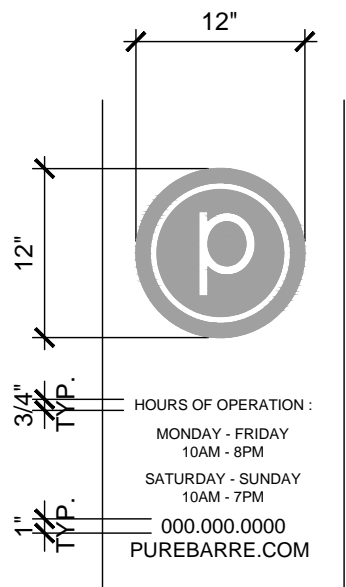 12"
12"
p
3/4"
TYP.
HOURS OF OPERATION :
MONDAY - FRIDAY
10AM - 8PM
SATURDAY - SUNDAY
10AM - 7PM
1"
TYP.
000.000.0000
PUREBARRE.COM